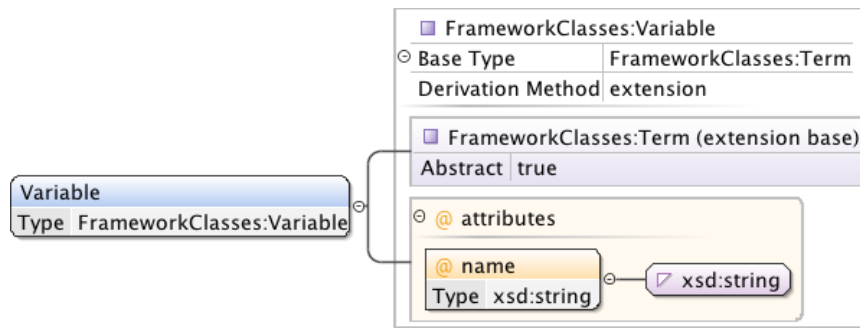 FrameworkClasses:Variable
Base Type FrameworkClasses:Term
Derivation Method extension
FrameworkClasses:Term (extension base)
Abstract true
Variable
Type FrameworkClasses:Variable
@ attributes
@ name
Type xsd:string
xsd:string